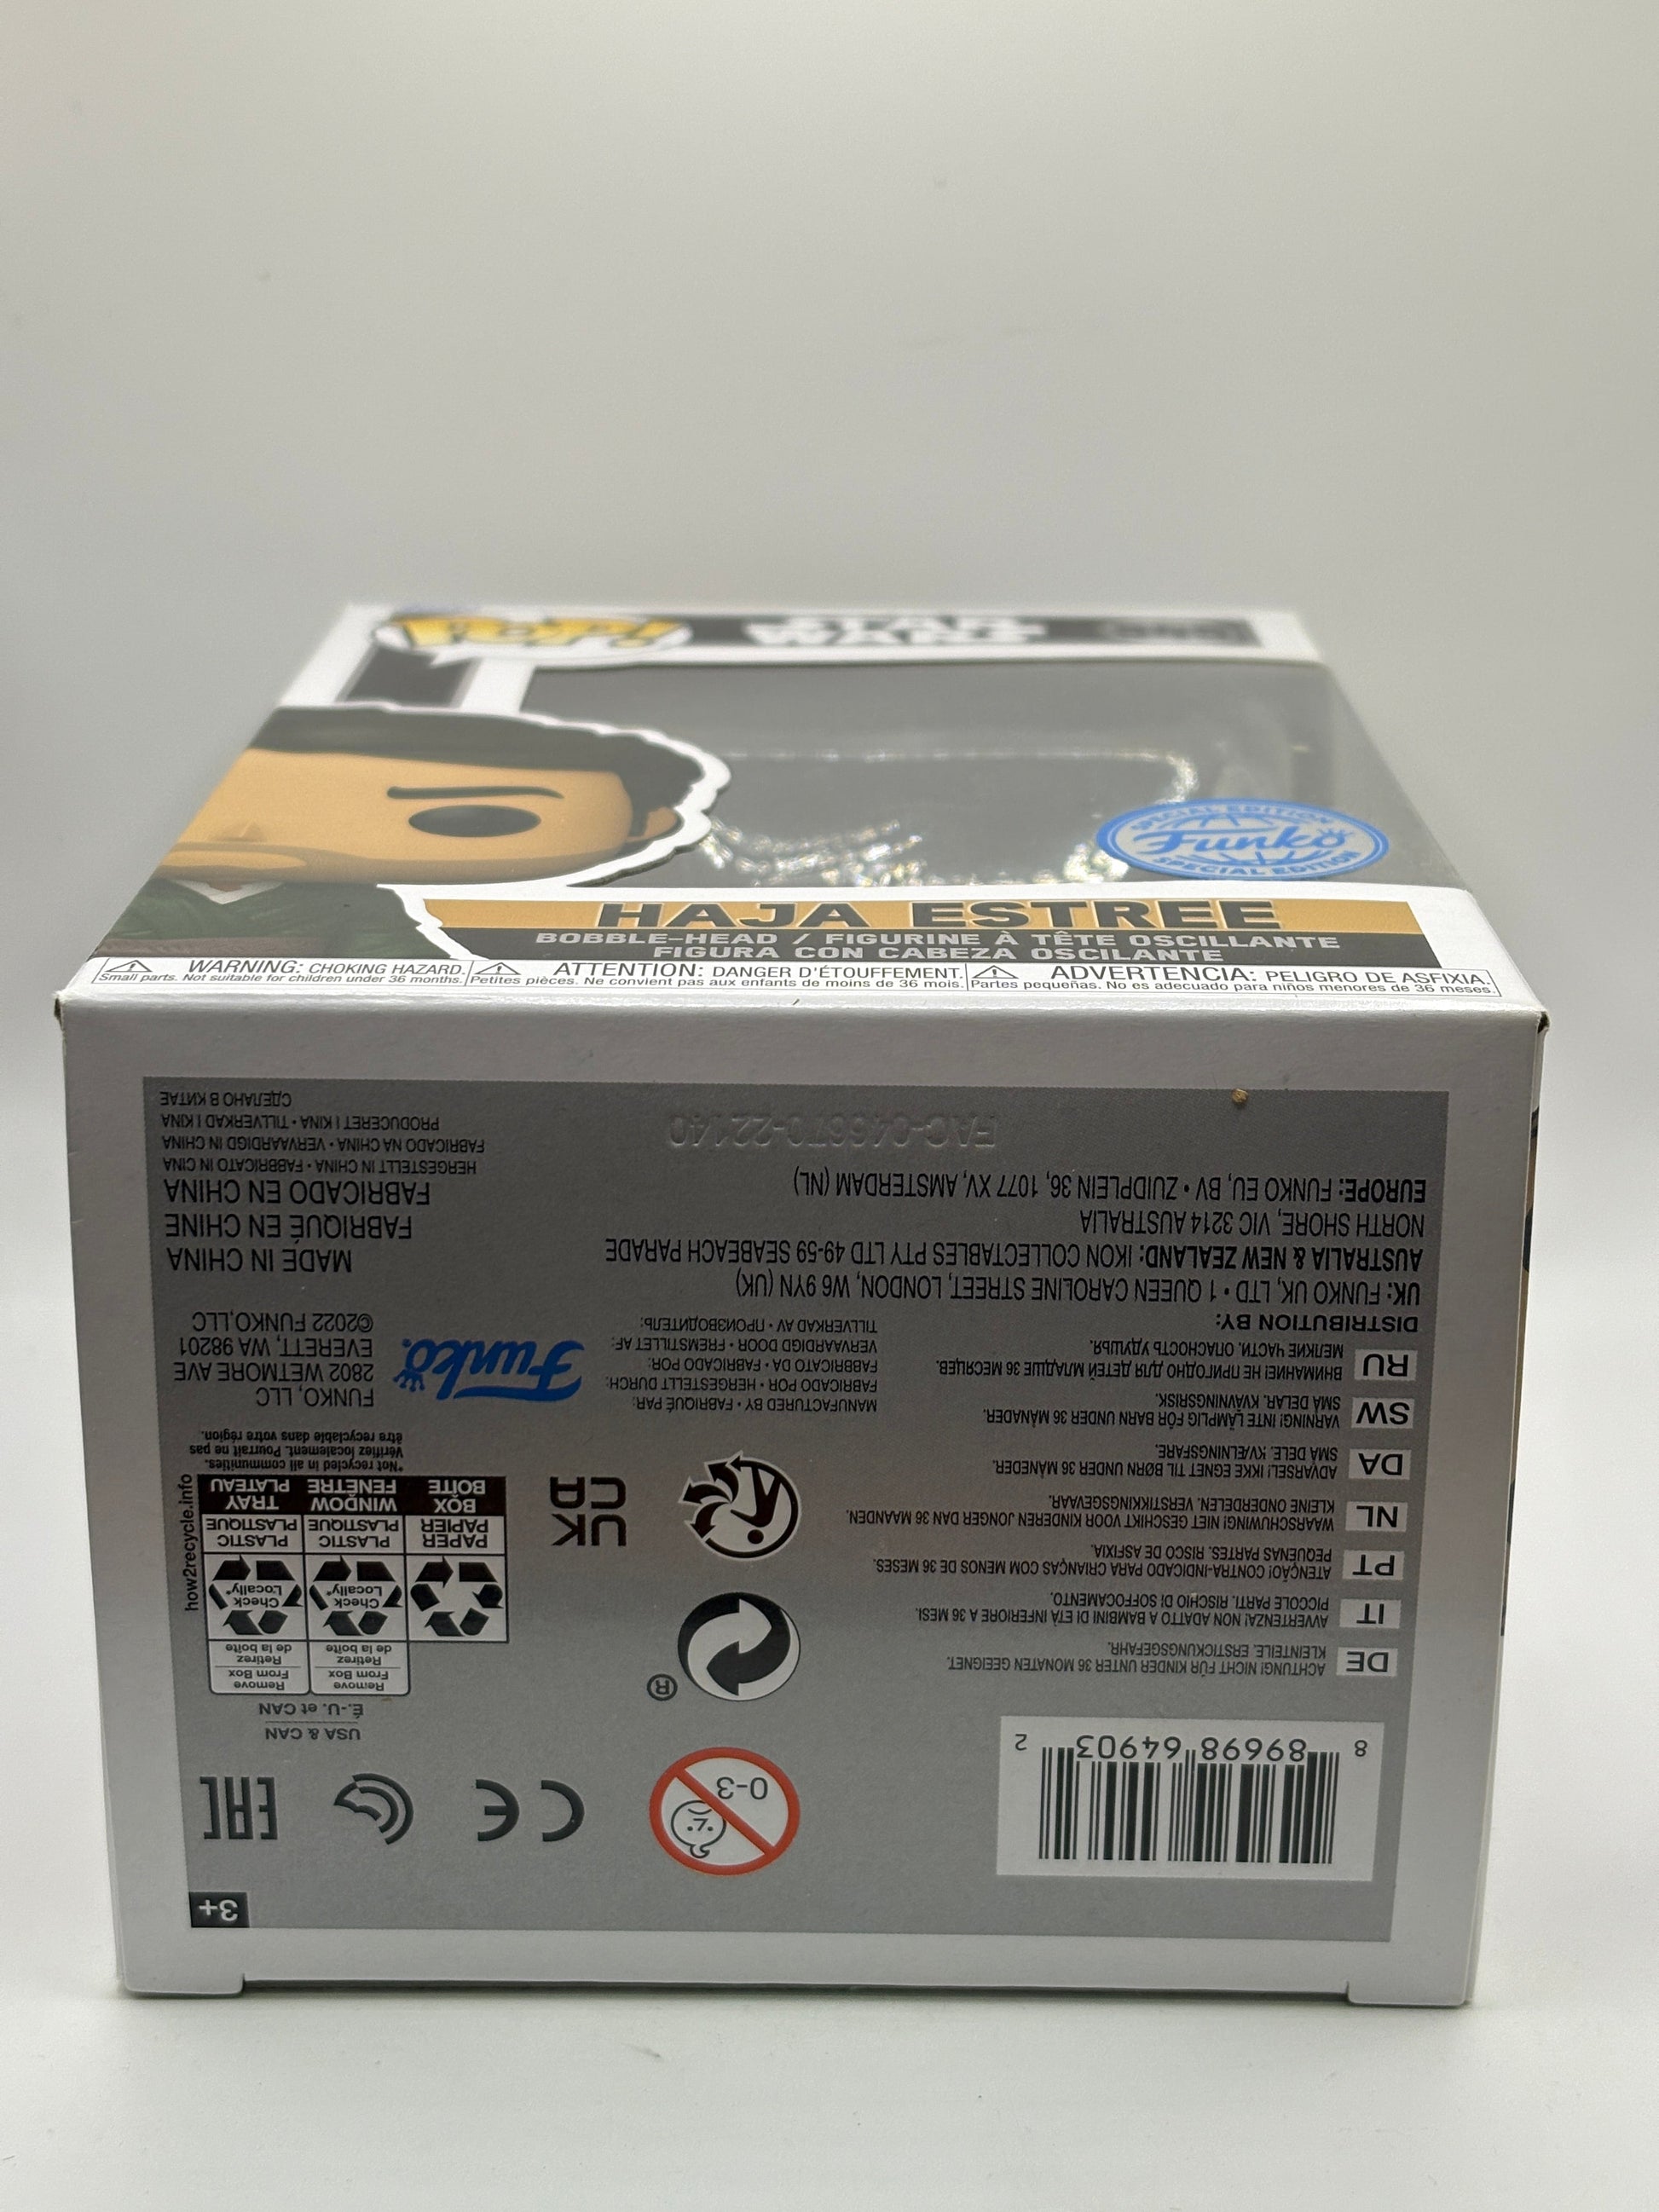 POP!
STAR
WARS
SPECIAL EDITION
Funko
SPECIAL EDITION
HAJA ESTREE
BOBBLE-HEAD / FIGURINE À TÊTE OSCILLANTE
FIGURA CON CABEZA OSCILANTE
WARNING: CHOKING HAZARD.
Small parts. Not suitable for children under 36 months.
ATTENTION: DANGER D'ÉTOUFFEMENT.
Petites pièces. Ne convient pas aux enfants de moins de 36 mois.
ADVERTENCIA: PELIGRO DE ASFIXIA.
Partes pequeñas. No es adecuado para niños menores de 36 meses.
3+
8 89698 64903 2
0-3
CE
EAC
USA & CAN
É.-U. et CAN
Remove
From Box
Retirez
de la boîte
Remove
From Box
Retirez
de la boîte
Check
Locally*
Check
Locally*
PAPER
PAPIER
PLASTIC
PLASTIQUE
PLASTIC
PLASTIQUE
BOX
BOÎTE
WINDOW
FENÊTRE
TRAY
PLATEAU
how2recycle.info
*Not recycled in all communities.
Vérifiez localement. Pourrait ne pas
être recyclable dans votre région.
®
UK
CA
DE
ACHTUNG! NICHT FÜR KINDER UNTER 36 MONATEN GEEIGNET.
KLEINTEILE. ERSTICKUNGSGEFAHR.
IT
AVVERTENZA! NON ADATTO A BAMBINI DI ETÀ INFERIORE A 36 MESI.
PICCOLE PARTI. RISCHIO DI SOFFOCAMENTO.
PT
ATENÇÃO! CONTRA-INDICADO PARA CRIANÇAS COM MENOS DE 36 MESES.
PEQUENAS PARTES. RISCO DE ASFIXIA.
NL
WAARSCHUWING! NIET GESCHIKT VOOR KINDEREN JONGER DAN 36 MAANDEN.
KLEINE ONDERDELEN. VERSTIKKINGSGEVAAR.
DA
ADVARSEL! IKKE EGNET TIL BØRN UNDER 36 MÅNEDER.
SMÅ DELE. KVÆLNINGSFARE.
SW
VARNING! INTE LÄMPLIG FÖR BARN UNDER 36 MÅNADER.
SMÅ DELAR. KVÄVNINGSRISK.
RU
ВНИМАНИЕ! НЕ ПРИГОДНО ДЛЯ ДЕТЕЙ МЛАДШЕ 36 МЕСЯЦЕВ.
МЕЛКИЕ ЧАСТИ. ОПАСНОСТЬ УДУШЬЯ.
MANUFACTURED BY • FABRIQUÉ PAR:
FABRICADO POR • HERGESTELLT DURCH:
FABBRICATO DA • FABRICADO POR:
VERVAARDIGD DOOR • FREMSTILLET AF:
TILLVERKAD AV • ПРОИЗВОДИТЕЛЬ:
Funko
FUNKO, LLC
2802 WETMORE AVE
EVERETT, WA 98201
©2022 FUNKO,LLC
DISTRIBUTION BY:
UK: FUNKO UK, LTD • 1 QUEEN CAROLINE STREET, LONDON, W6 9YN (UK)
AUSTRALIA & NEW ZEALAND: IKON COLLECTABLES PTY LTD 49-59 SEABEACH PARADE
NORTH SHORE, VIC 3214 AUSTRALIA
EUROPE: FUNKO EU, BV • ZUIDPLEIN 36, 1077 XV, AMSTERDAM (NL)
MADE IN CHINA
FABRIQUÉ EN CHINE
FABRICADO EN CHINA
HERGESTELLT IN CHINA • FABBRICATO IN CINA
FABRICADO NA CHINA • VERVAARDIGD IN CHINA
PRODUCERET I KINA • TILLVERKAD I KINA
СДЕЛАНО В КИТАЕ